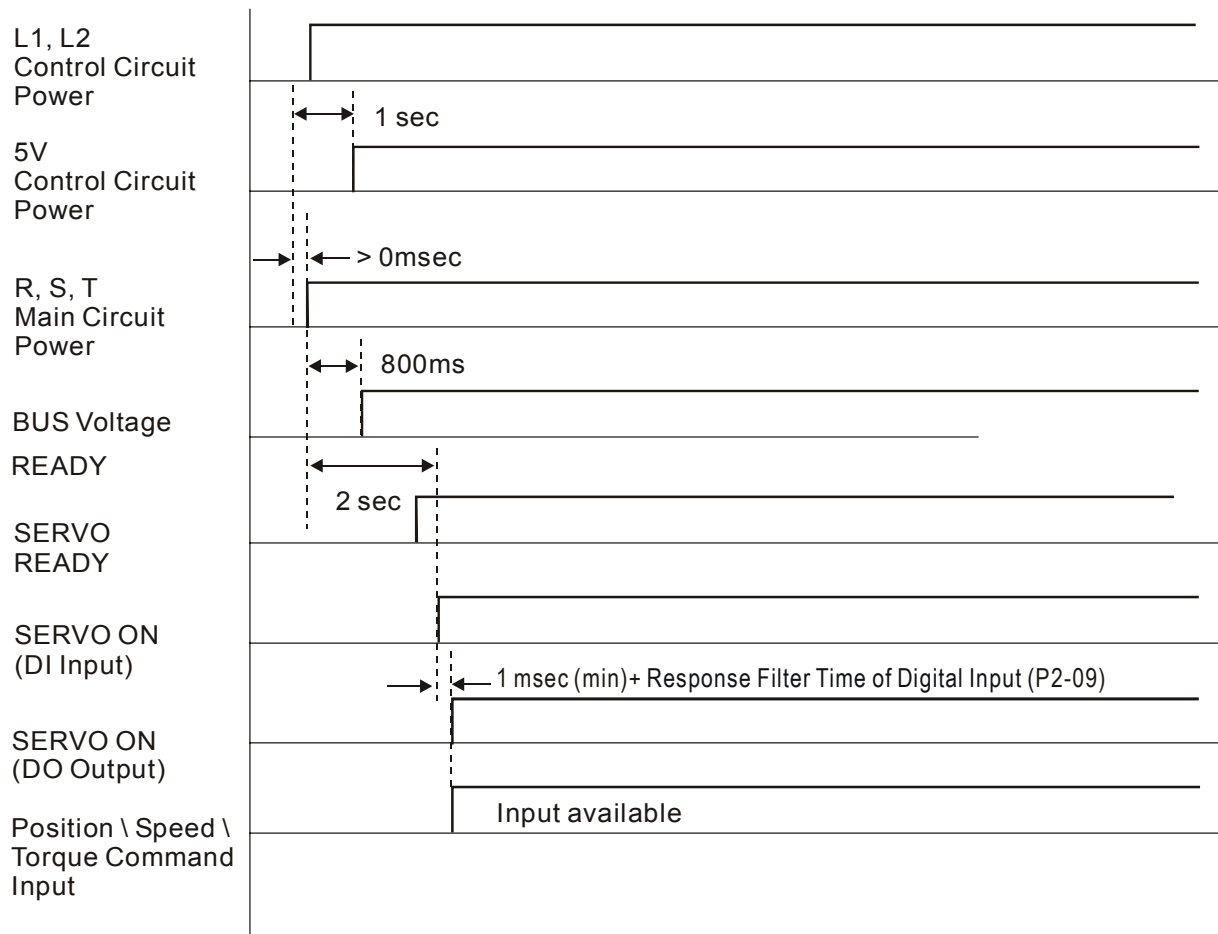 L1, L2
Control Circuit
Power
1 sec
5V
Control Circuit
Power
> 0msec
R, S, T
Main Circuit
Power
800ms
BUS Voltage
READY
2 sec
SERVO
READY
SERVO ON
(DI Input)
1 msec (min)+ Response Filter Time of Digital Input (P2-09)
SERVO ON
(DO Output)
Input available
Position \ Speed \
Torque Command
Input